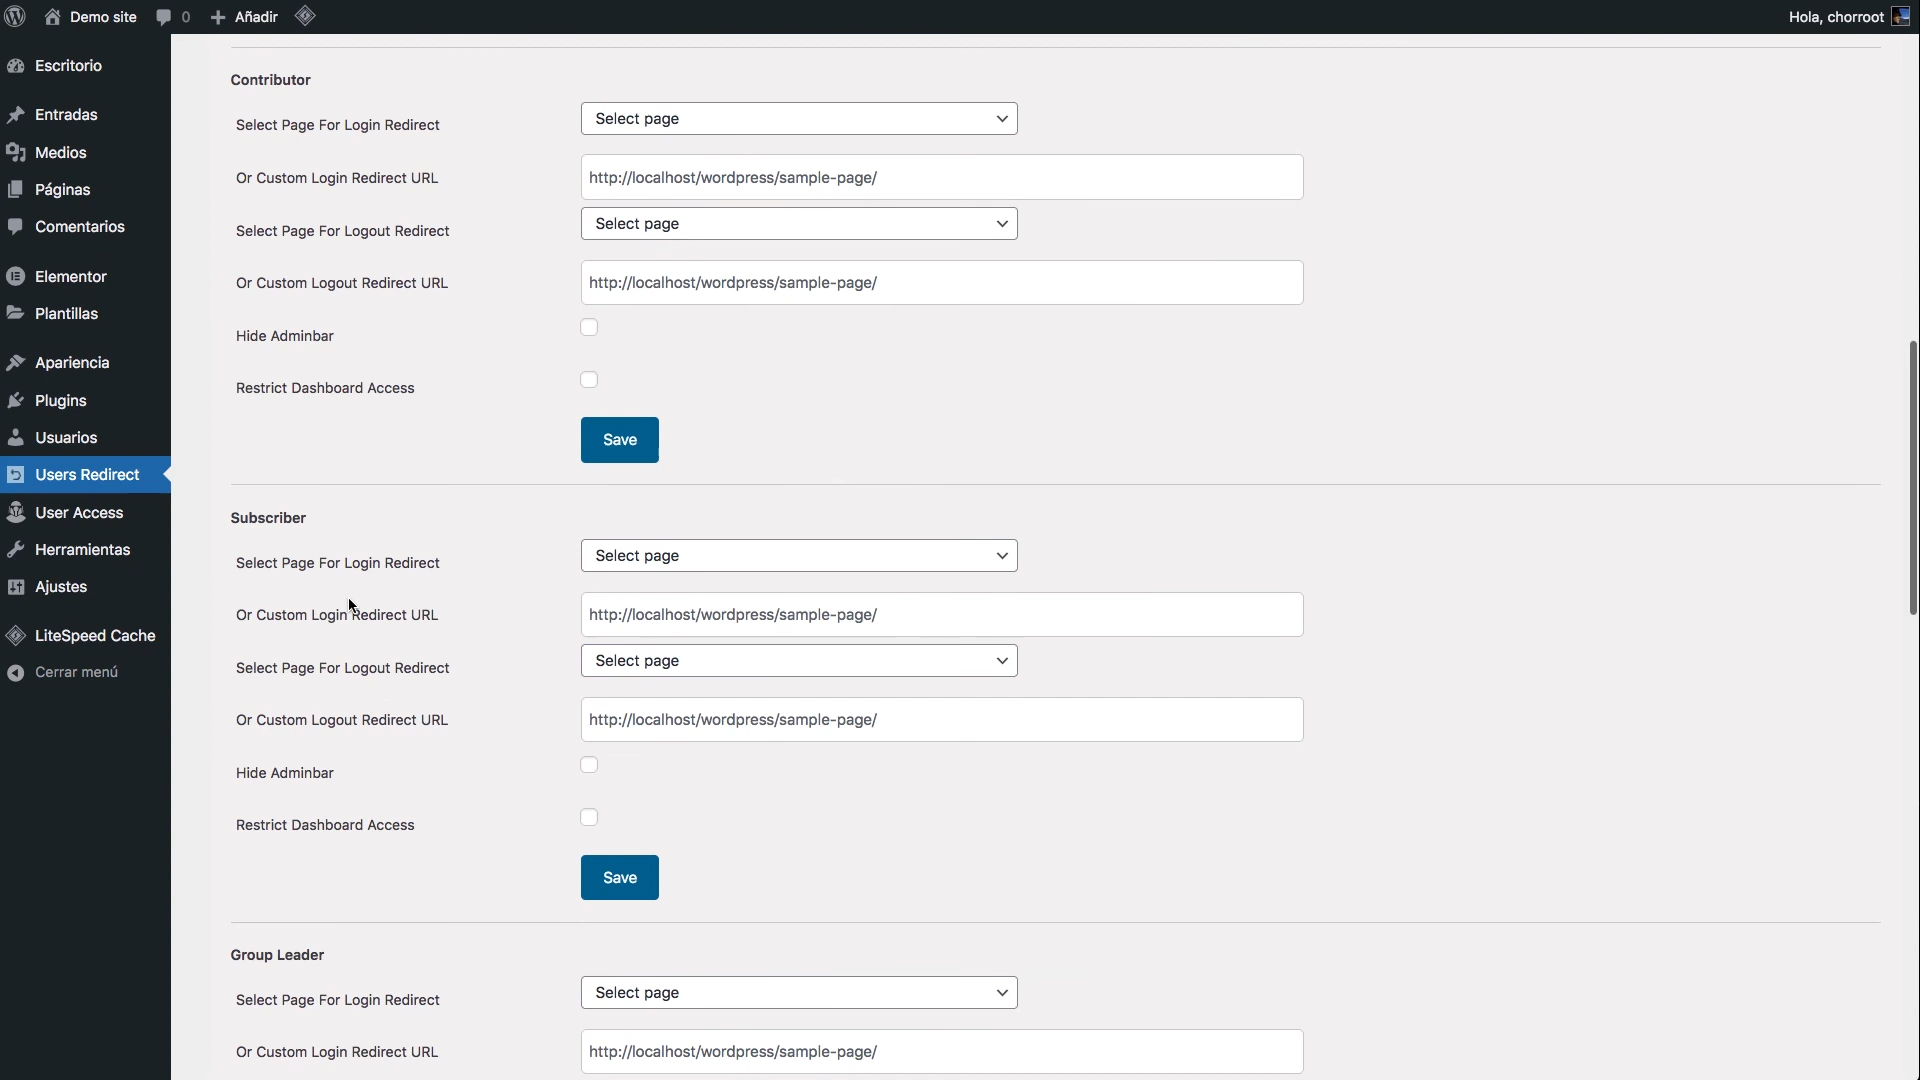 Demo site
0
Añadir
Hola, chorroot
Escritorio
Entradas
Medios
Páginas
Comentarios
Elementor
Plantillas
Apariencia
Plugins
Usuarios
Users Redirect
User Access
Herramientas
Ajustes
LiteSpeed Cache
Cerrar menú
Contributor
Select Page For Login Redirect
Select page
Or Custom Login Redirect URL
http://localhost/wordpress/sample-page/
Select Page For Logout Redirect
Select page
Or Custom Logout Redirect URL
http://localhost/wordpress/sample-page/
Hide Adminbar
Restrict Dashboard Access
Save
Subscriber
Select Page For Login Redirect
Select page
Or Custom Login Redirect URL
http://localhost/wordpress/sample-page/
Select Page For Logout Redirect
Select page
Or Custom Logout Redirect URL
http://localhost/wordpress/sample-page/
Hide Adminbar
Restrict Dashboard Access
Save
Group Leader
Select Page For Login Redirect
Select page
Or Custom Login Redirect URL
http://localhost/wordpress/sample-page/